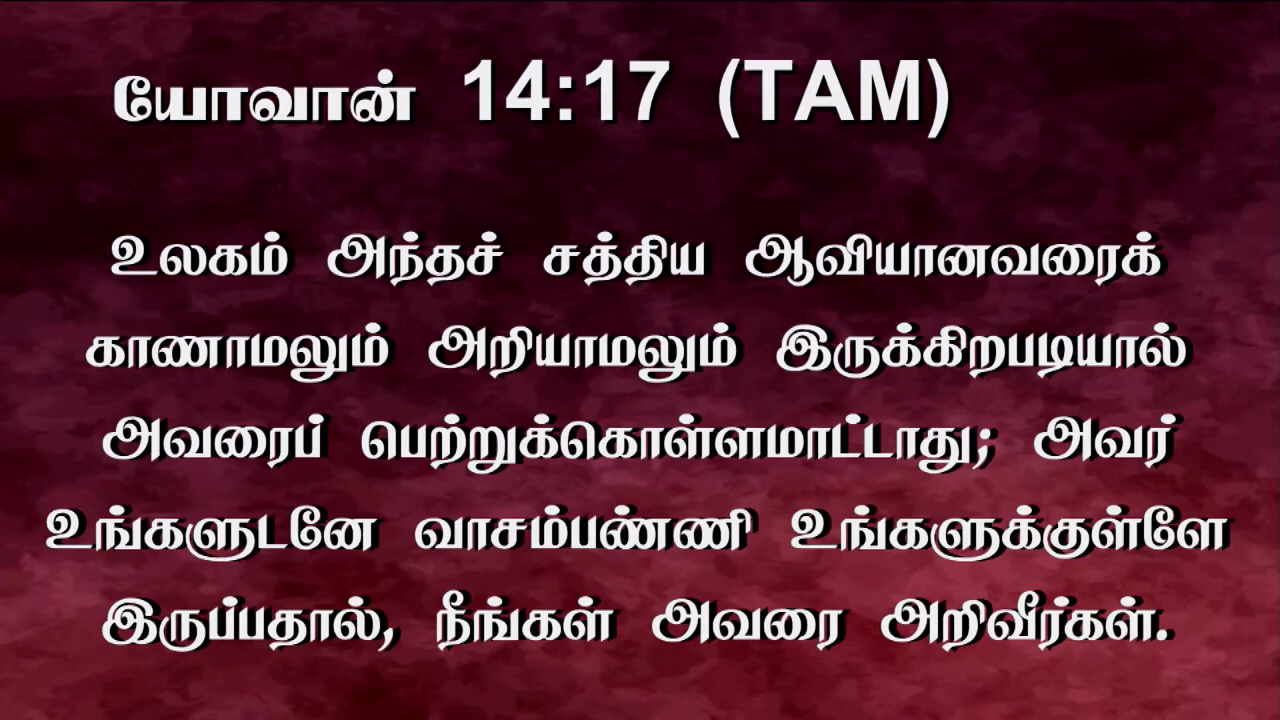 யோவான் 14:17 (TAM)
உலகம் அந்தச் சத்திய ஆவியானவரைக்
காணாமலும் அறியாமலும் இருக்கிறபடியால்
அவரைப் பெற்றுக்கொள்ளமாட்டாது; அவர்
உங்களுடனே வாசம்பண்ணி உங்களுக்குள்ளே
இருப்பதால், நீங்கள் அவரை அறிவீர்கள்.